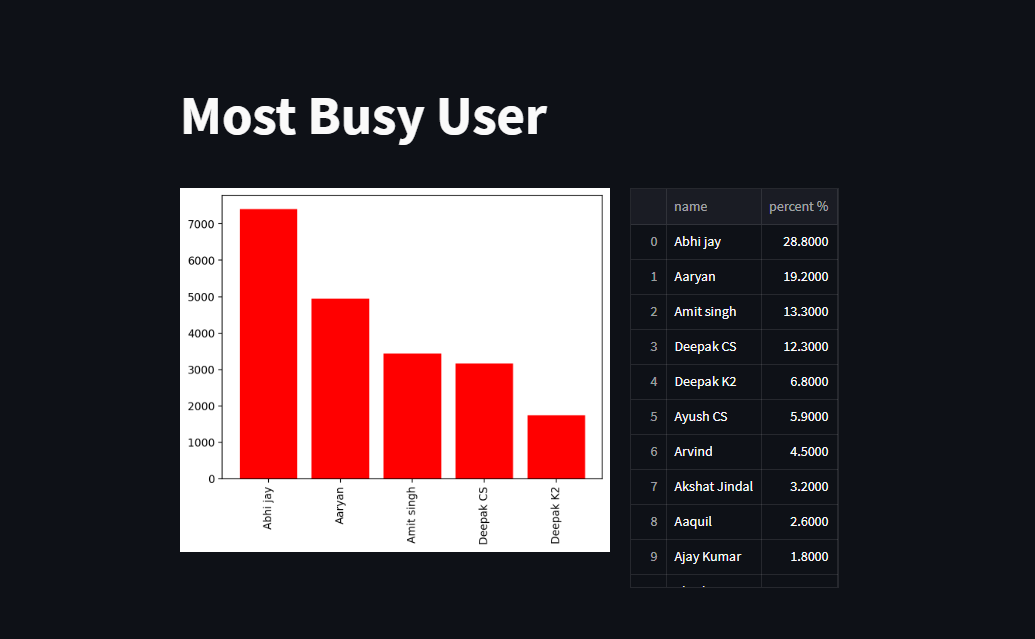 Most Busy User
7000
6000
5000
4000
3000
2000
1000
0
Abhi jay
Aaryan
Amit singh
Deepak CS
Deepak K2
name percent %
0 Abhi jay 28.8000
1 Aaryan 19.2000
2 Amit singh 13.3000
3 Deepak CS 12.3000
4 Deepak K2 6.8000
5 Ayush CS 5.9000
6 Arvind 4.5000
7 Akshat Jindal 3.2000
8 Aaquil 2.6000
9 Ajay Kumar 1.8000